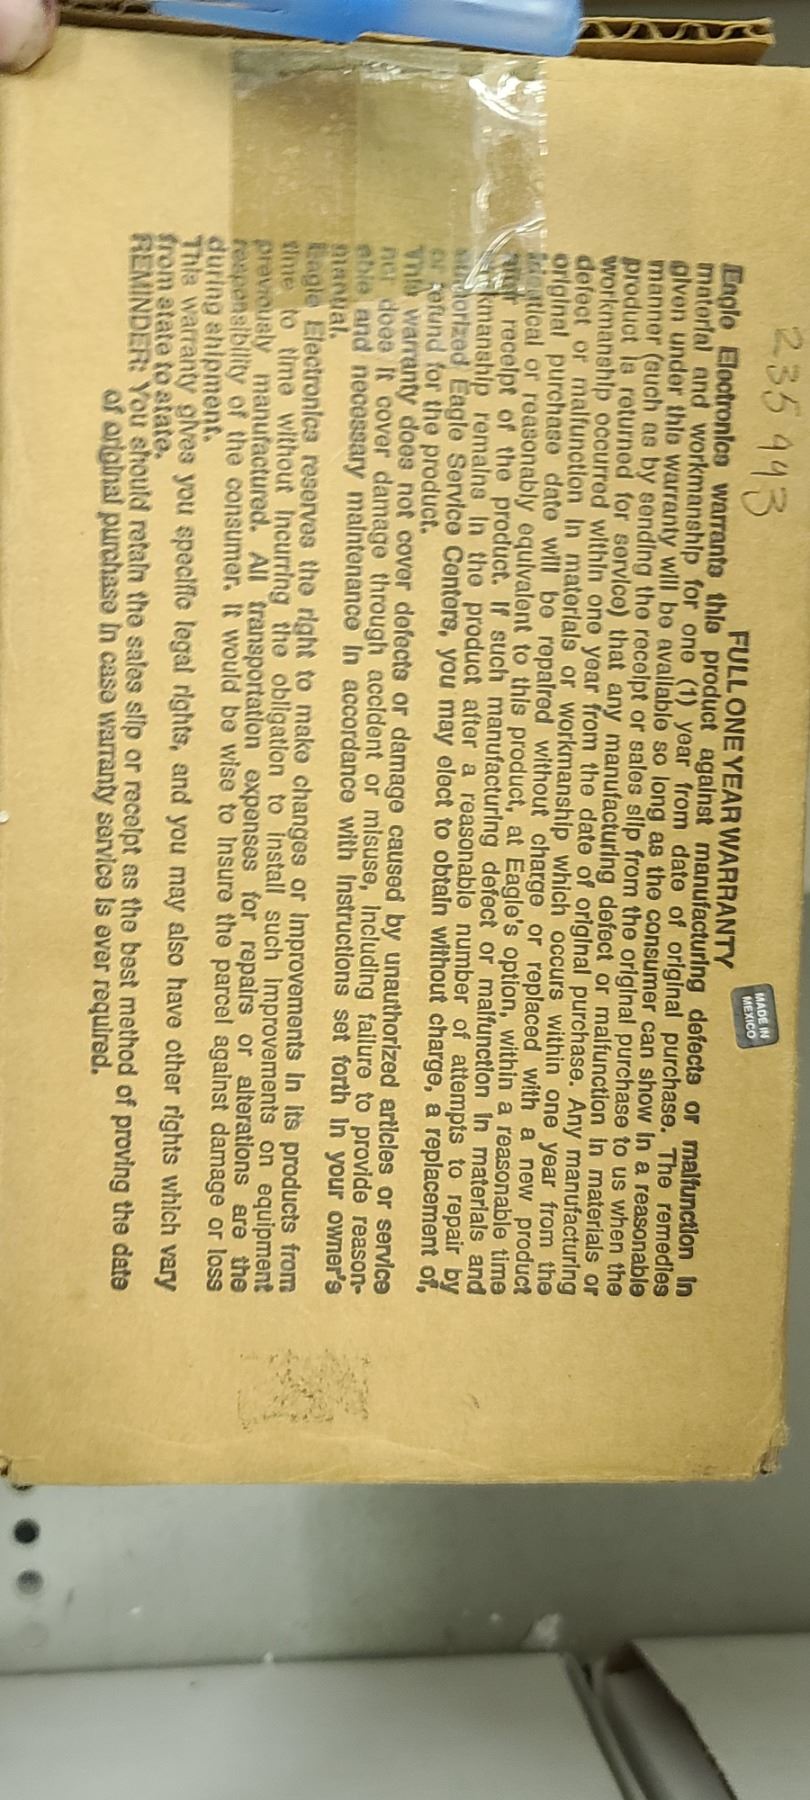 235993
FULL ONE YEAR WARRANTY
MADE IN
MEXICO
Eagle Electronics warrants this product against manufacturing defects or malfunction in
material and workmanship for one (1) year from date of original purchase. The remedies
given under this warranty will be available so long as the consumer can show in a reasonable
manner (such as by sending the receipt or sales slip from the original purchase to us when the
product is returned for service) that any manufacturing defect or malfunction in materials or
workmanship occurred within one year from the date of original purchase. Any manufacturing
defect or malfunction in materials or workmanship which occurs within one year from the
original purchase date will be repaired without charge or replaced with a new product
identical or reasonably equivalent to this product, at Eagle's option, within a reasonable time
after receipt of the product. If such manufacturing defect or malfunction in materials and
workmanship remains in the product after a reasonable number of attempts to repair by
authorized Eagle Service Centers, you may elect to obtain without charge, a replacement of,
or refund for the product.
This warranty does not cover defects or damage caused by unauthorized articles or service
nor does it cover damage through accident or misuse, including failure to provide reason-
able and necessary maintenance in accordance with instructions set forth in your owner's
manual.
Eagle Electronics reserves the right to make changes or improvements in its products from
time to time without incurring the obligation to install such improvements on equipment
previously manufactured. All transportation expenses for repairs or alterations are the
responsibility of the consumer. It would be wise to insure the parcel against damage or loss
during shipment.
This warranty gives you specific legal rights, and you may also have other rights which vary
from state to state.
REMINDER: You should retain the sales slip or receipt as the best method of proving the date
of original purchase in case warranty service is ever required.